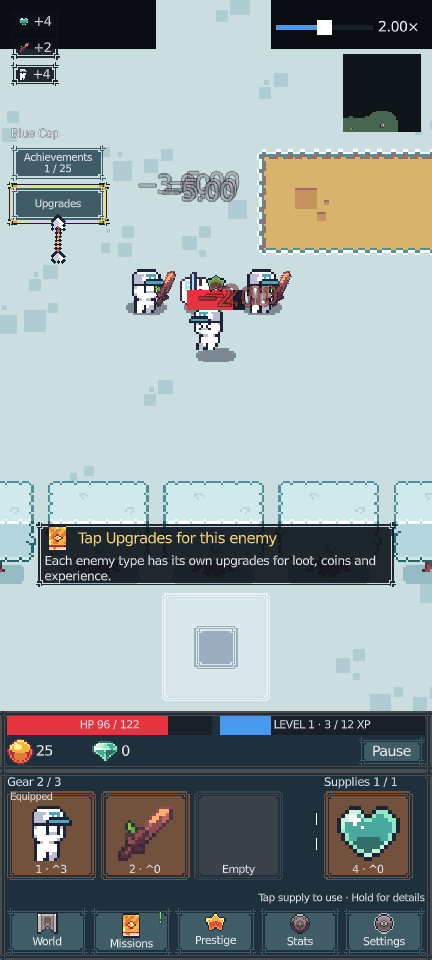 +4
2.00×
+2
+4
Blue Cap
Achievements
1 / 25
Upgrades
Tap Upgrades for this enemy
Each enemy type has its own upgrades for loot, coins and
experience.
HP 96 / 122
LEVEL 1 · 3 / 12 XP
25
0
Pause
Gear 2 / 3
Supplies 1 / 1
Equipped
1 · ^3
2 · ^0
Empty
4 · ^0
Tap supply to use · Hold for details
World
Missions
!
Prestige
Stats
Settings